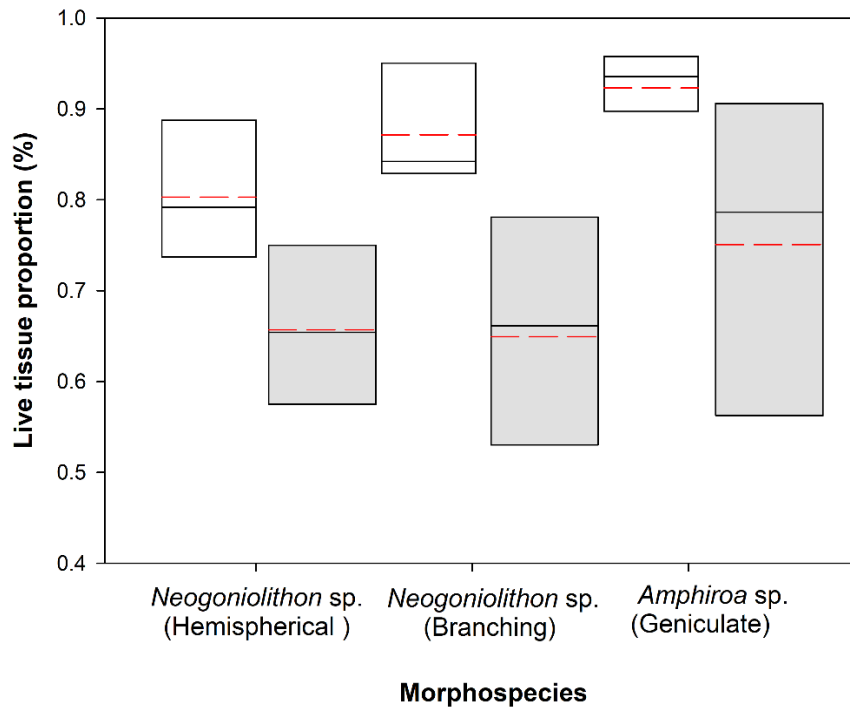 Live tissue proportion (%)
1.0
0.9
0.8
0.7
0.6
0.5
0.4
Neogoniolithon sp.
(Hemispherical )
Neogoniolithon sp.
(Branching)
Amphiroa sp.
(Geniculate)
Morphospecies